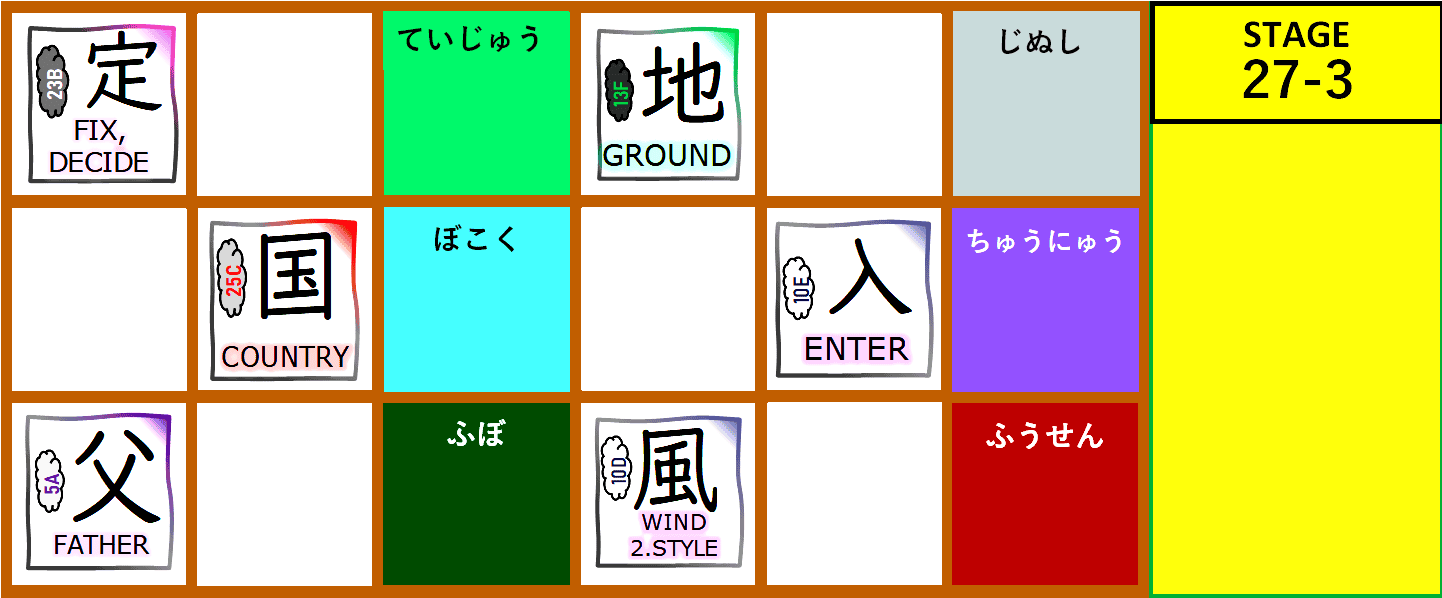 23B
定
FIX,
DECIDE
ていじゅう
13F
地
GROUND
じぬし
STAGE
27-3
25C
国
COUNTRY
ぼこく
10E
入
ENTER
ちゅうにゅう
5A
父
FATHER
ふぼ
10D
風
WIND
2.STYLE
ふうせん